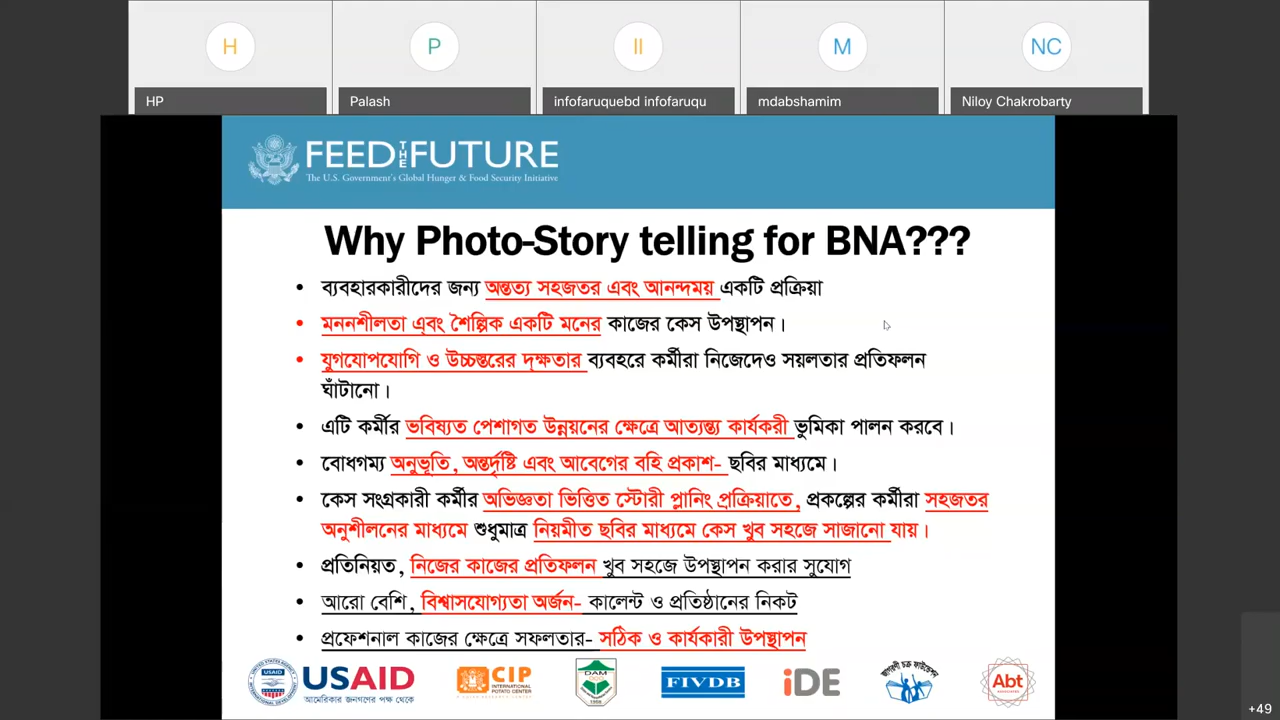 H
P
II
M
NC
HP
Palash
infofaruquebd infofaruqu
mdabshamim
Niloy Chakrobarty
FEED THE FUTURE
The U.S. Government's Global Hunger & Food Security Initiative
Why Photo-Story telling for BNA???
• ব্যবহারকারীদের জন্য অন্তত্য সহজতর এবং আনন্দময় একটি প্রক্রিয়া
• মননশীলতা এ্বং শৈল্পিক একটি মনের কাজের কেস উপস্থাপন।
• যুগযোপযোগি ও উচ্চস্তরের দ্ক্ষতার ব্যবহরে কর্মীরা নিজেদেও সয়লতার প্রতিফলন
ঘাঁটানো।
• এটি কর্মীর ভবিষ্যত পেশাগত উন্নয়নের ক্ষেত্রে আত্যন্ত্য কার্যকরী ভুমিকা পালন করবে।
• বোধগম্য অনুভূতি, অন্তর্দৃষ্টি এবং আবেগের বহি প্রকাশ- ছবির মাধ্যমে।
• কেস সংগ্রকারী কর্মীর অভিজ্ঞতা ভিত্তিত স্টোরী প্লানিং প্রক্রিয়াতে, প্রকল্পের কর্মীরা সহজতর
অনুশীলনের মাধ্যমে শুধুমাত্র নিয়মীত ছবির মাধ্যমে কেস খুব সহজে সাজানো যায়।
• প্রতিনিয়ত, নিজের কাজের প্রতিফলন খুব সহজে উপস্থাপন করার সুযোগ
• আরো বেশি, বিশ্বাসযোগ্যতা অর্জন- কালেন্ট ও প্রতিষ্ঠানের নিকট
• প্রফেশনাল কাজের ক্ষেত্রে সফলতার- সঠিক ও কার্যকারী উপস্থাপন
USAID
আমেরিকার জনগণের পক্ষ থেকে
CIP
INTERNATIONAL
POTATO CENTER
DAM
1958
FIVDB
iDE
Abt
ASSOCIATES
+49